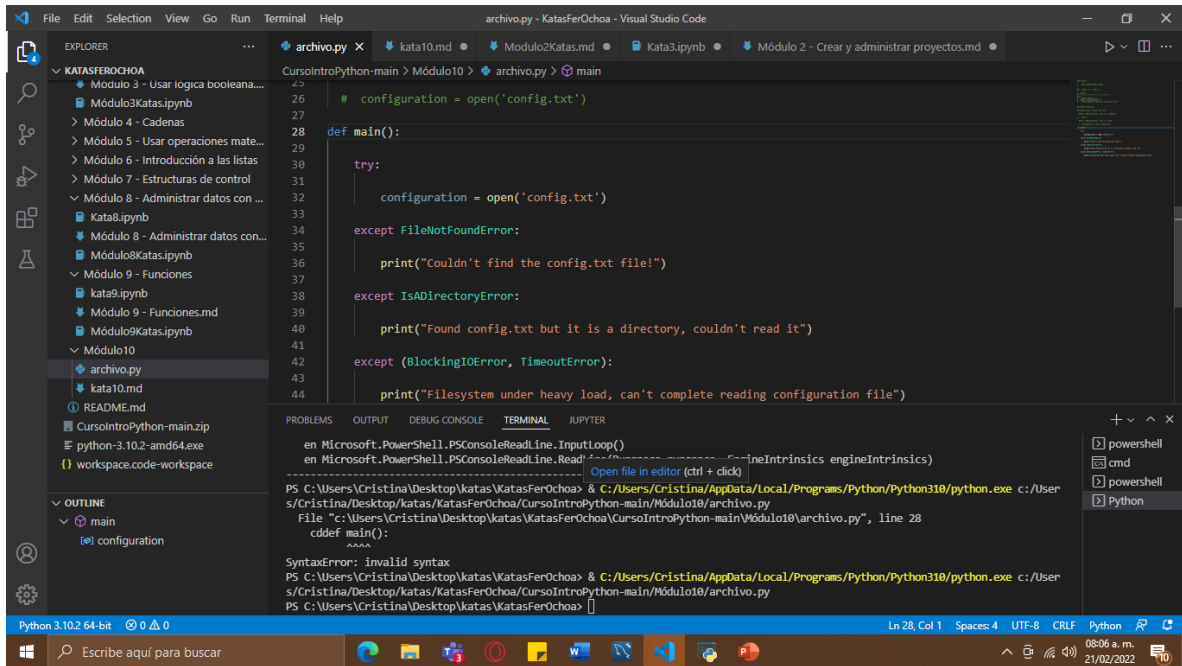 File Edit Selection View Go Run Terminal Help
archivo.py - KatasFerOchoa - Visual Studio Code
EXPLORER
archivo.py
kata10.md
Modulo2Katas.md
Kata3.ipynb
Módulo 2 - Crear y administrar proyectos.md
KATASFEROCHOA
Módulo 3 - Usar lógica booleana....
Módulo3Katas.ipynb
Módulo 4 - Cadenas
Módulo 5 - Usar operaciones mate...
Módulo 6 - Introducción a las listas
Módulo 7 - Estructuras de control
Módulo 8 - Administrar datos con ...
Kata8.ipynb
Módulo 8 - Administrar datos con...
Módulo8Katas.ipynb
Módulo 9 - Funciones
kata9.ipynb
Módulo 9 - Funciones.md
Módulo9Katas.ipynb
Módulo10
archivo.py
kata10.md
README.md
CursoIntroPython-main.zip
python-3.10.2-amd64.exe
workspace.code-workspace
OUTLINE
main
configuration
CursoIntroPython-main > Módulo10 > archivo.py > main
25
26 # configuration = open('config.txt')
27
28 def main():
29
30 try:
31
32 configuration = open('config.txt')
33
34 except FileNotFoundError:
35
36 print("Couldn't find the config.txt file!")
37
38 except IsADirectoryError:
39
40 print("Found config.txt but it is a directory, couldn't read it")
41
42 except (BlockingIOError, TimeoutError):
43
44 print("Filesystem under heavy load, can't complete reading configuration file")
PROBLEMS OUTPUT DEBUG CONSOLE TERMINAL JUPYTER
en Microsoft.PowerShell.PSConsoleReadLine.InputLoop()
en Microsoft.PowerShell.PSConsoleReadLine.ReadLine EngineIntrinsics engineIntrinsics)
Open file in editor (ctrl + click)
PS C:\Users\Cristina\Desktop\katas\KatasFerOchoa> & C:/Users/Cristina/AppData/Local/Programs/Python/Python310/python.exe c:/User
s/Cristina/Desktop/katas/KatasFerOchoa/CursoIntroPython-main/Módulo10/archivo.py
File "c:\Users\Cristina\Desktop\katas\KatasFerOchoa\CursoIntroPython-main\Módulo10\archivo.py", line 28
cddef main():
^^^^
SyntaxError: invalid syntax
PS C:\Users\Cristina\Desktop\katas\KatasFerOchoa> & C:/Users/Cristina/AppData/Local/Programs/Python/Python310/python.exe c:/User
s/Cristina/Desktop/katas/KatasFerOchoa/CursoIntroPython-main/Módulo10/archivo.py
PS C:\Users\Cristina\Desktop\katas\KatasFerOchoa>
powershell
cmd
powershell
Python
Python 3.10.2 64-bit 0 0
Ln 28, Col 1 Spaces: 4 UTF-8 CRLF Python
Escribe aquí para buscar
08:06 a. m.
21/02/2022